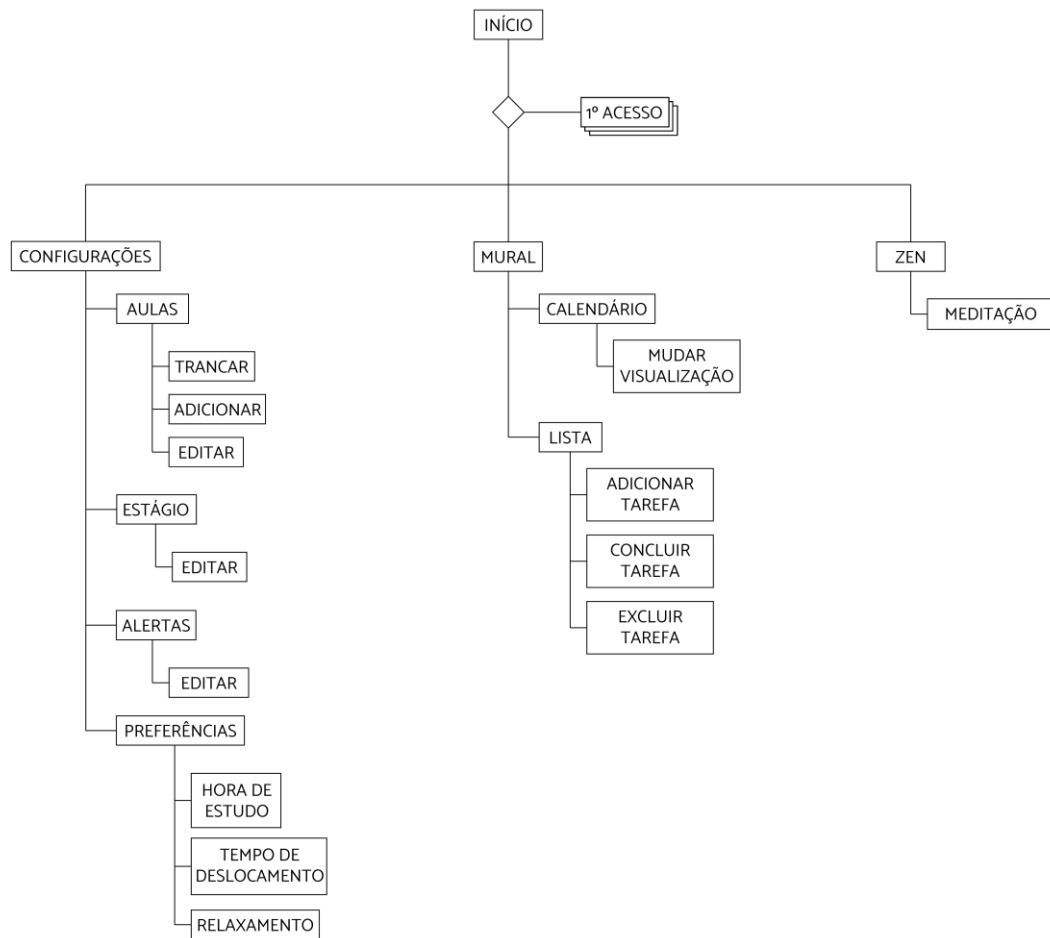 INÍCIO
1º ACESSO
CONFIGURAÇÕES
AULAS
TRANCAR
ADICIONAR
EDITAR
ESTÁGIO
EDITAR
ALERTAS
EDITAR
PREFERÊNCIAS
HORA DE
ESTUDO
TEMPO DE
DESLOCAMENTO
RELAXAMENTO
MURAL
CALENDÁRIO
MUDAR
VISUALIZAÇÃO
LISTA
ADICIONAR
TAREFA
CONCLUIR
TAREFA
EXCLUIR
TAREFA
ZEN
MEDITAÇÃO